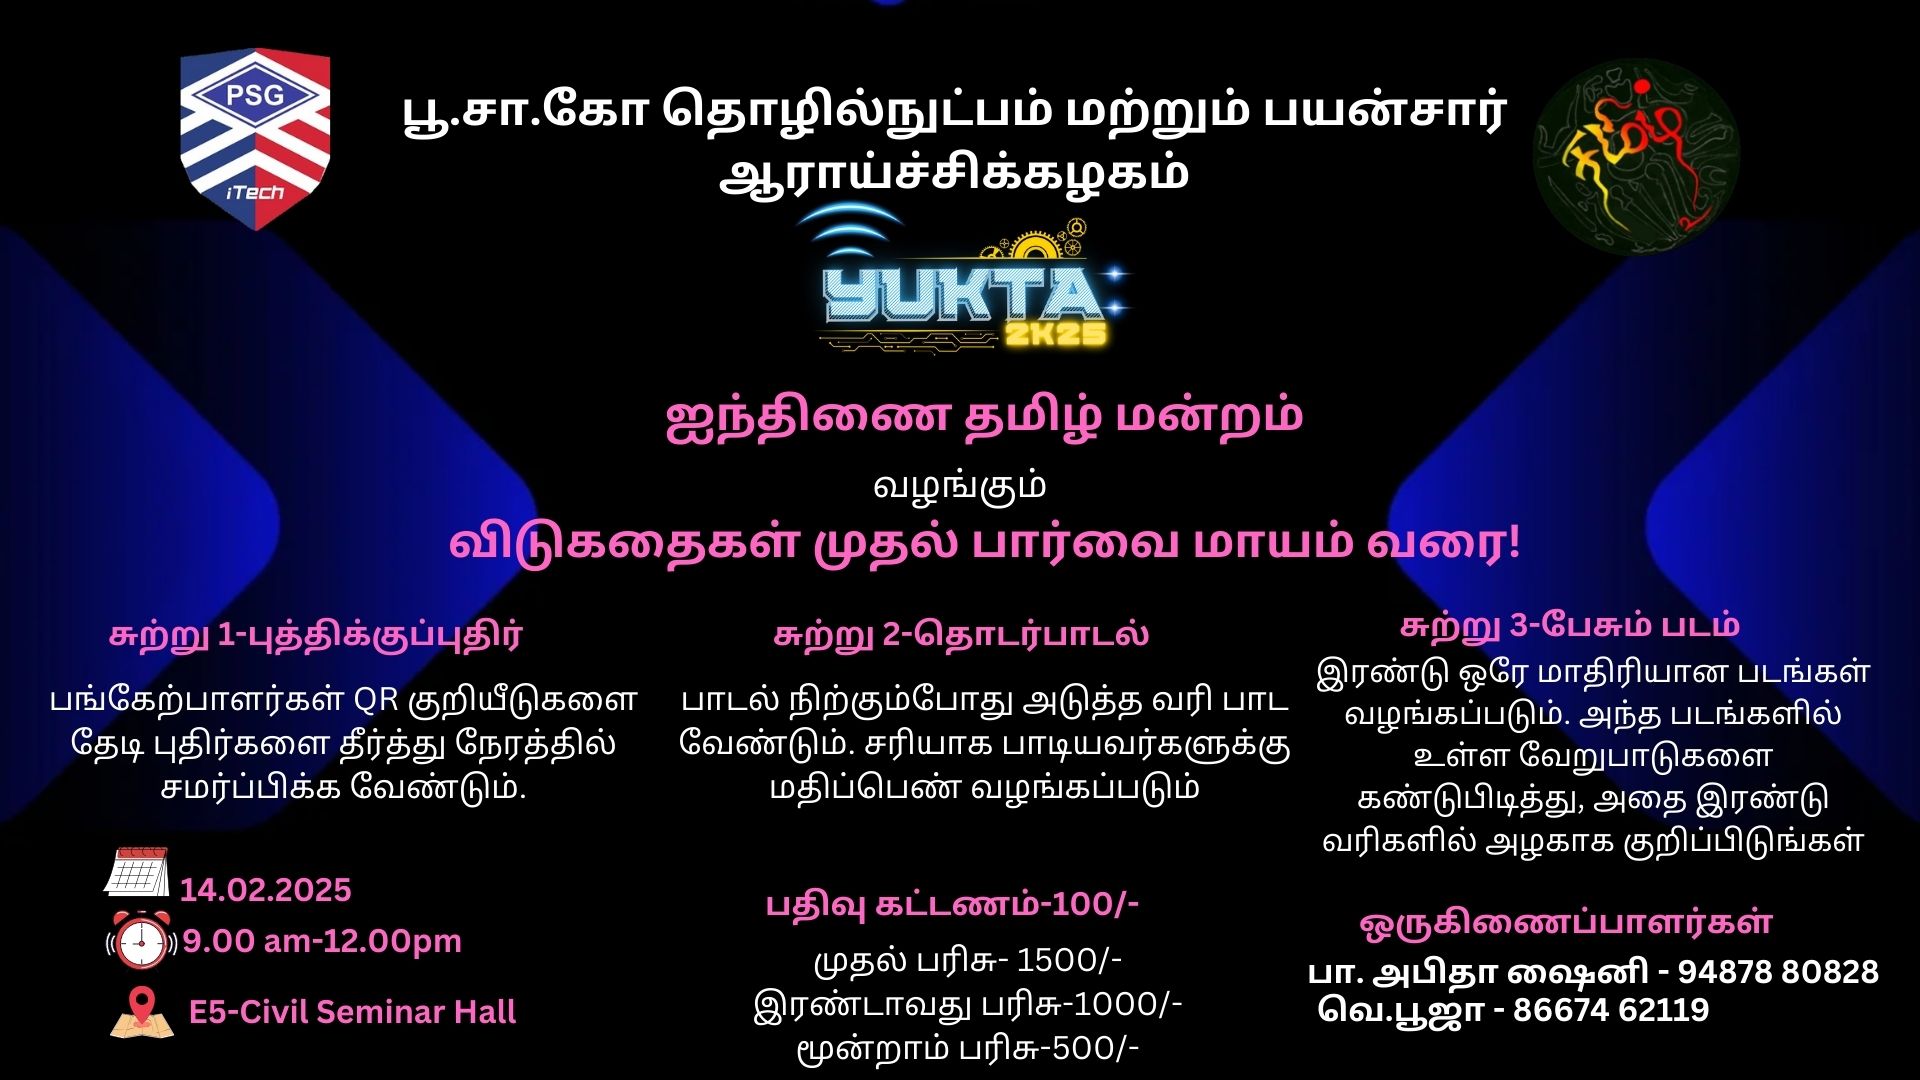 PSG
iTech
பூ.சா.கோ தொழில்நுட்பம் மற்றும் பயன்சார்
ஆராய்ச்சிக்கழகம்
தமிழ்
YUKTA
2K25
ஐந்திணை தமிழ் மன்றம்
வழங்கும்
விடுகதைகள் முதல் பார்வை மாயம் வரை!
சுற்று 1-புத்திக்குப்புதிர்
பங்கேற்பாளர்கள் QR குறியீடுகளை
தேடி புதிர்களை தீர்த்து நேரத்தில்
சமர்ப்பிக்க வேண்டும்.
சுற்று 2-தொடர்பாடல்
பாடல் நிற்கும்போது அடுத்த வரி பாட
வேண்டும். சரியாக பாடியவர்களுக்கு
மதிப்பெண் வழங்கப்படும்
சுற்று 3-பேசும் படம்
இரண்டு ஒரே மாதிரியான படங்கள்
வழங்கப்படும். அந்த படங்களில்
உள்ள வேறுபாடுகளை
கண்டுபிடித்து, அதை இரண்டு
வரிகளில் அழகாக குறிப்பிடுங்கள்
14.02.2025
9.00 am-12.00pm
E5-Civil Seminar Hall
பதிவு கட்டணம்-100/-
முதல் பரிசு- 1500/-
இரண்டாவது பரிசு-1000/-
மூன்றாம் பரிசு-500/-
ஒருகிணைப்பாளர்கள்
பா. அபிதா ஷைனி - 94878 80828
வெ.பூஜா - 86674 62119